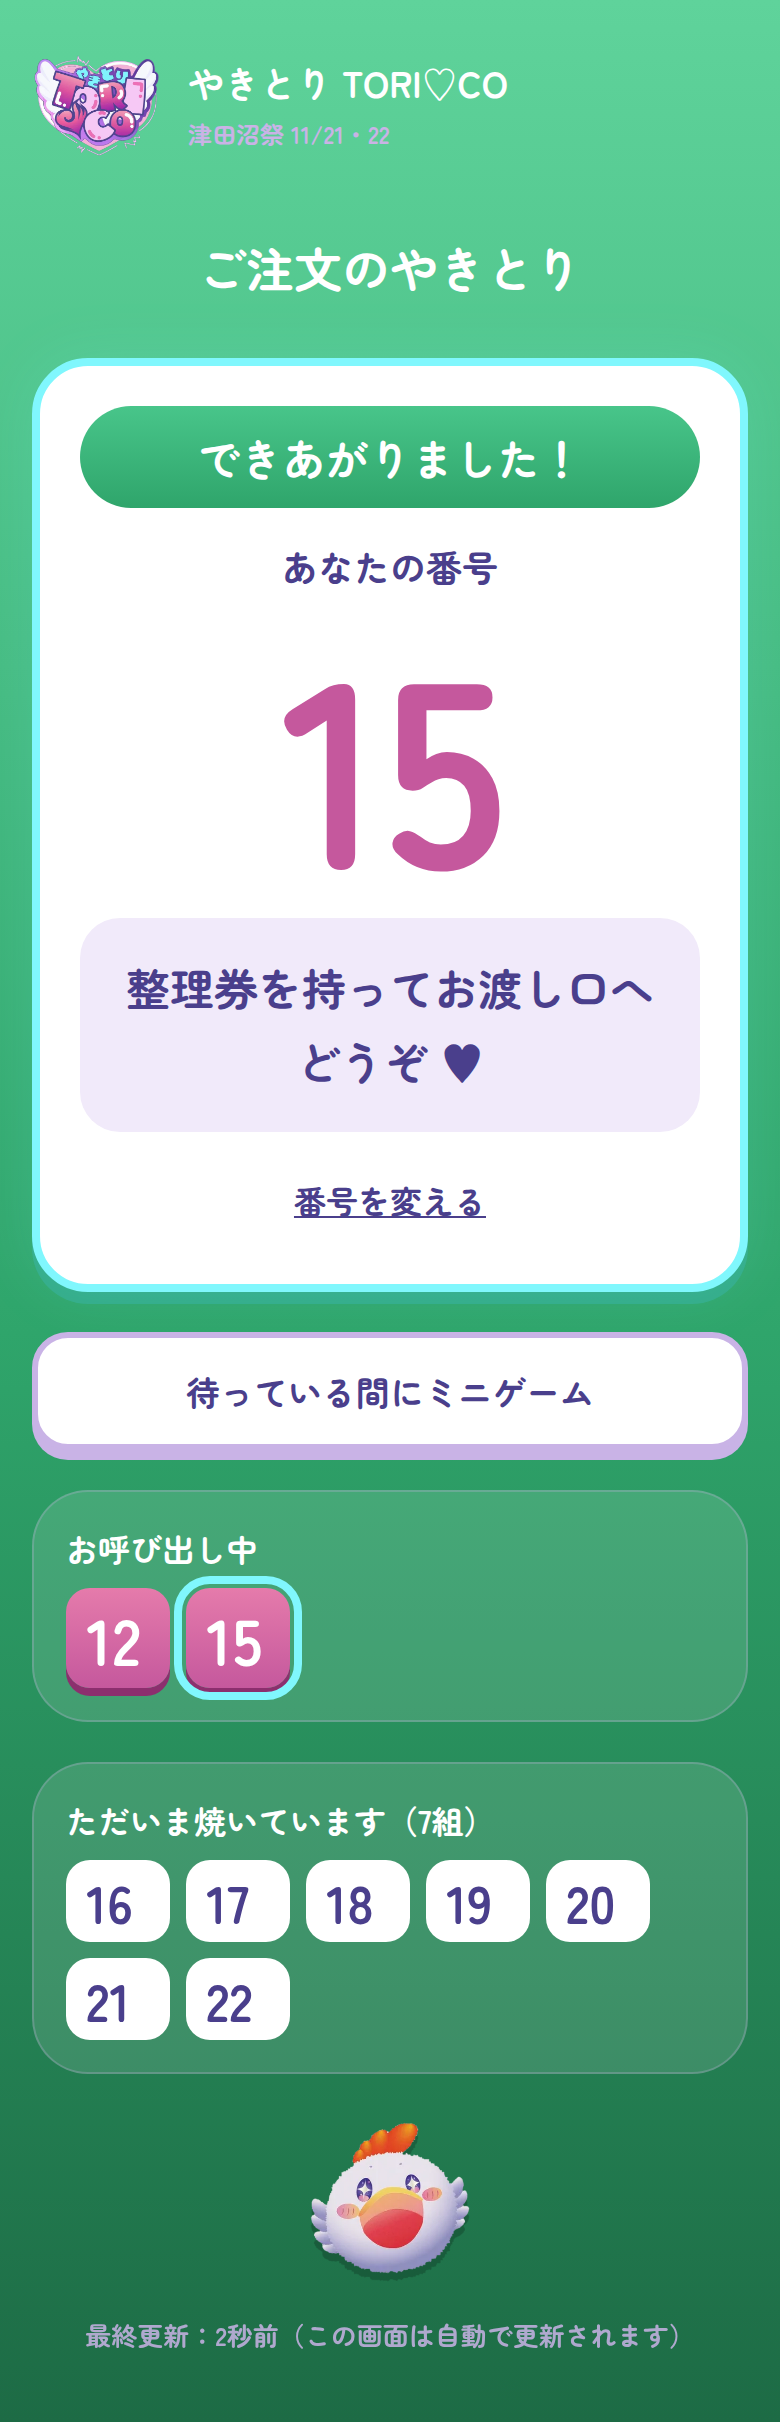 やきとり
TORICO
やきとり TORI♡CO
津田沼祭 11/21・22
ご注文のやきとり
できあがりました！
あなたの番号
15
整理券を持ってお渡し口へ
どうぞ ♥
番号を変える
待っている間にミニゲーム
お呼び出し中
12 15
ただいま焼いています（7組）
16 17 18 19 20
21 22
最終更新：2秒前（この画面は自動で更新されます）